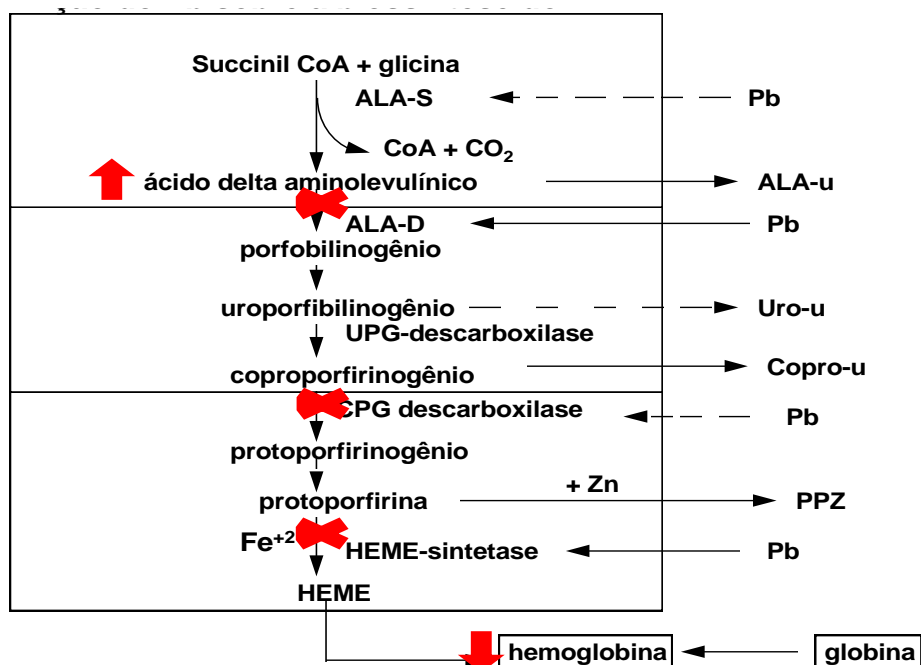 Succinil CoA + glicina
ALA-S Pb
CoA + CO₂
ácido delta aminolevulínico ALA-u
ALA-D Pb
porfobilinogênio
uroporfibilinogênio Uro-u
UPG-descarboxilase
coproporfirinogênio Copro-u
CPG descarboxilase Pb
protoporfirinogênio
+ Zn
protoporfirina PPZ
Fe⁺² HEME-sintetase Pb
HEME
hemoglobina globina